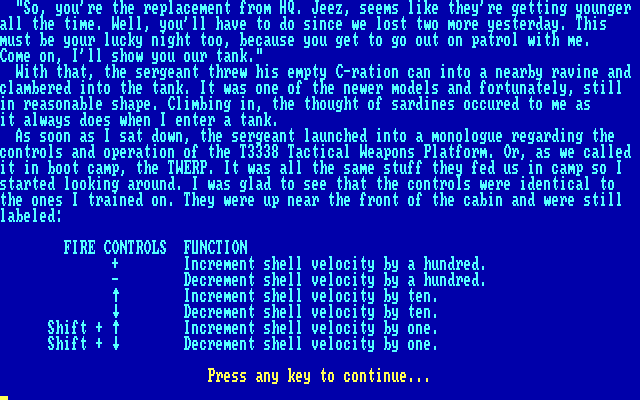 "So, you're the replacement from HQ. Jeez, seems like they're getting younger
all the time. Well, you'll have to do since we lost two more yesterday. This
must be your lucky night too, because you get to go out on patrol with me.
Come on, I'll show you our tank."
With that, the sergeant threw his empty C-ration can into a nearby ravine and
clambered into the tank. It was one of the newer models and fortunately, still
in reasonable shape. Climbing in, the thought of sardines occured to me as
it always does when I enter a tank.
As soon as I sat down, the sergeant launched into a monologue regarding the
controls and operation of the T3338 Tactical Weapons Platform. Or, as we called
it in boot camp, the TWERP. It was all the same stuff they fed us in camp so I
started looking around. I was glad to see that the controls were identical to
the ones I trained on. They were up near the front of the cabin and were still
labeled:
FIRE CONTROLS FUNCTION
+ Increment shell velocity by a hundred.
- Decrement shell velocity by a hundred.
↑ Increment shell velocity by ten.
↓ Decrement shell velocity by ten.
Shift + ↑ Increment shell velocity by one.
Shift + ↓ Decrement shell velocity by one.
Press any key to continue...